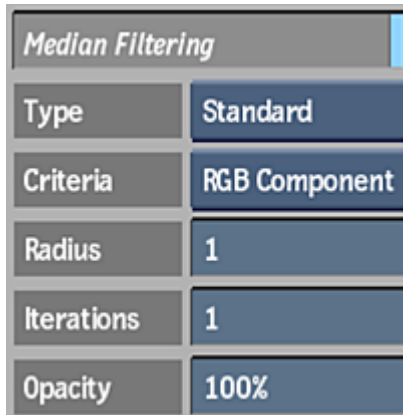 Median Filtering
Type Standard
Criteria RGB Component
Radius 1
Iterations 1
Opacity 100%